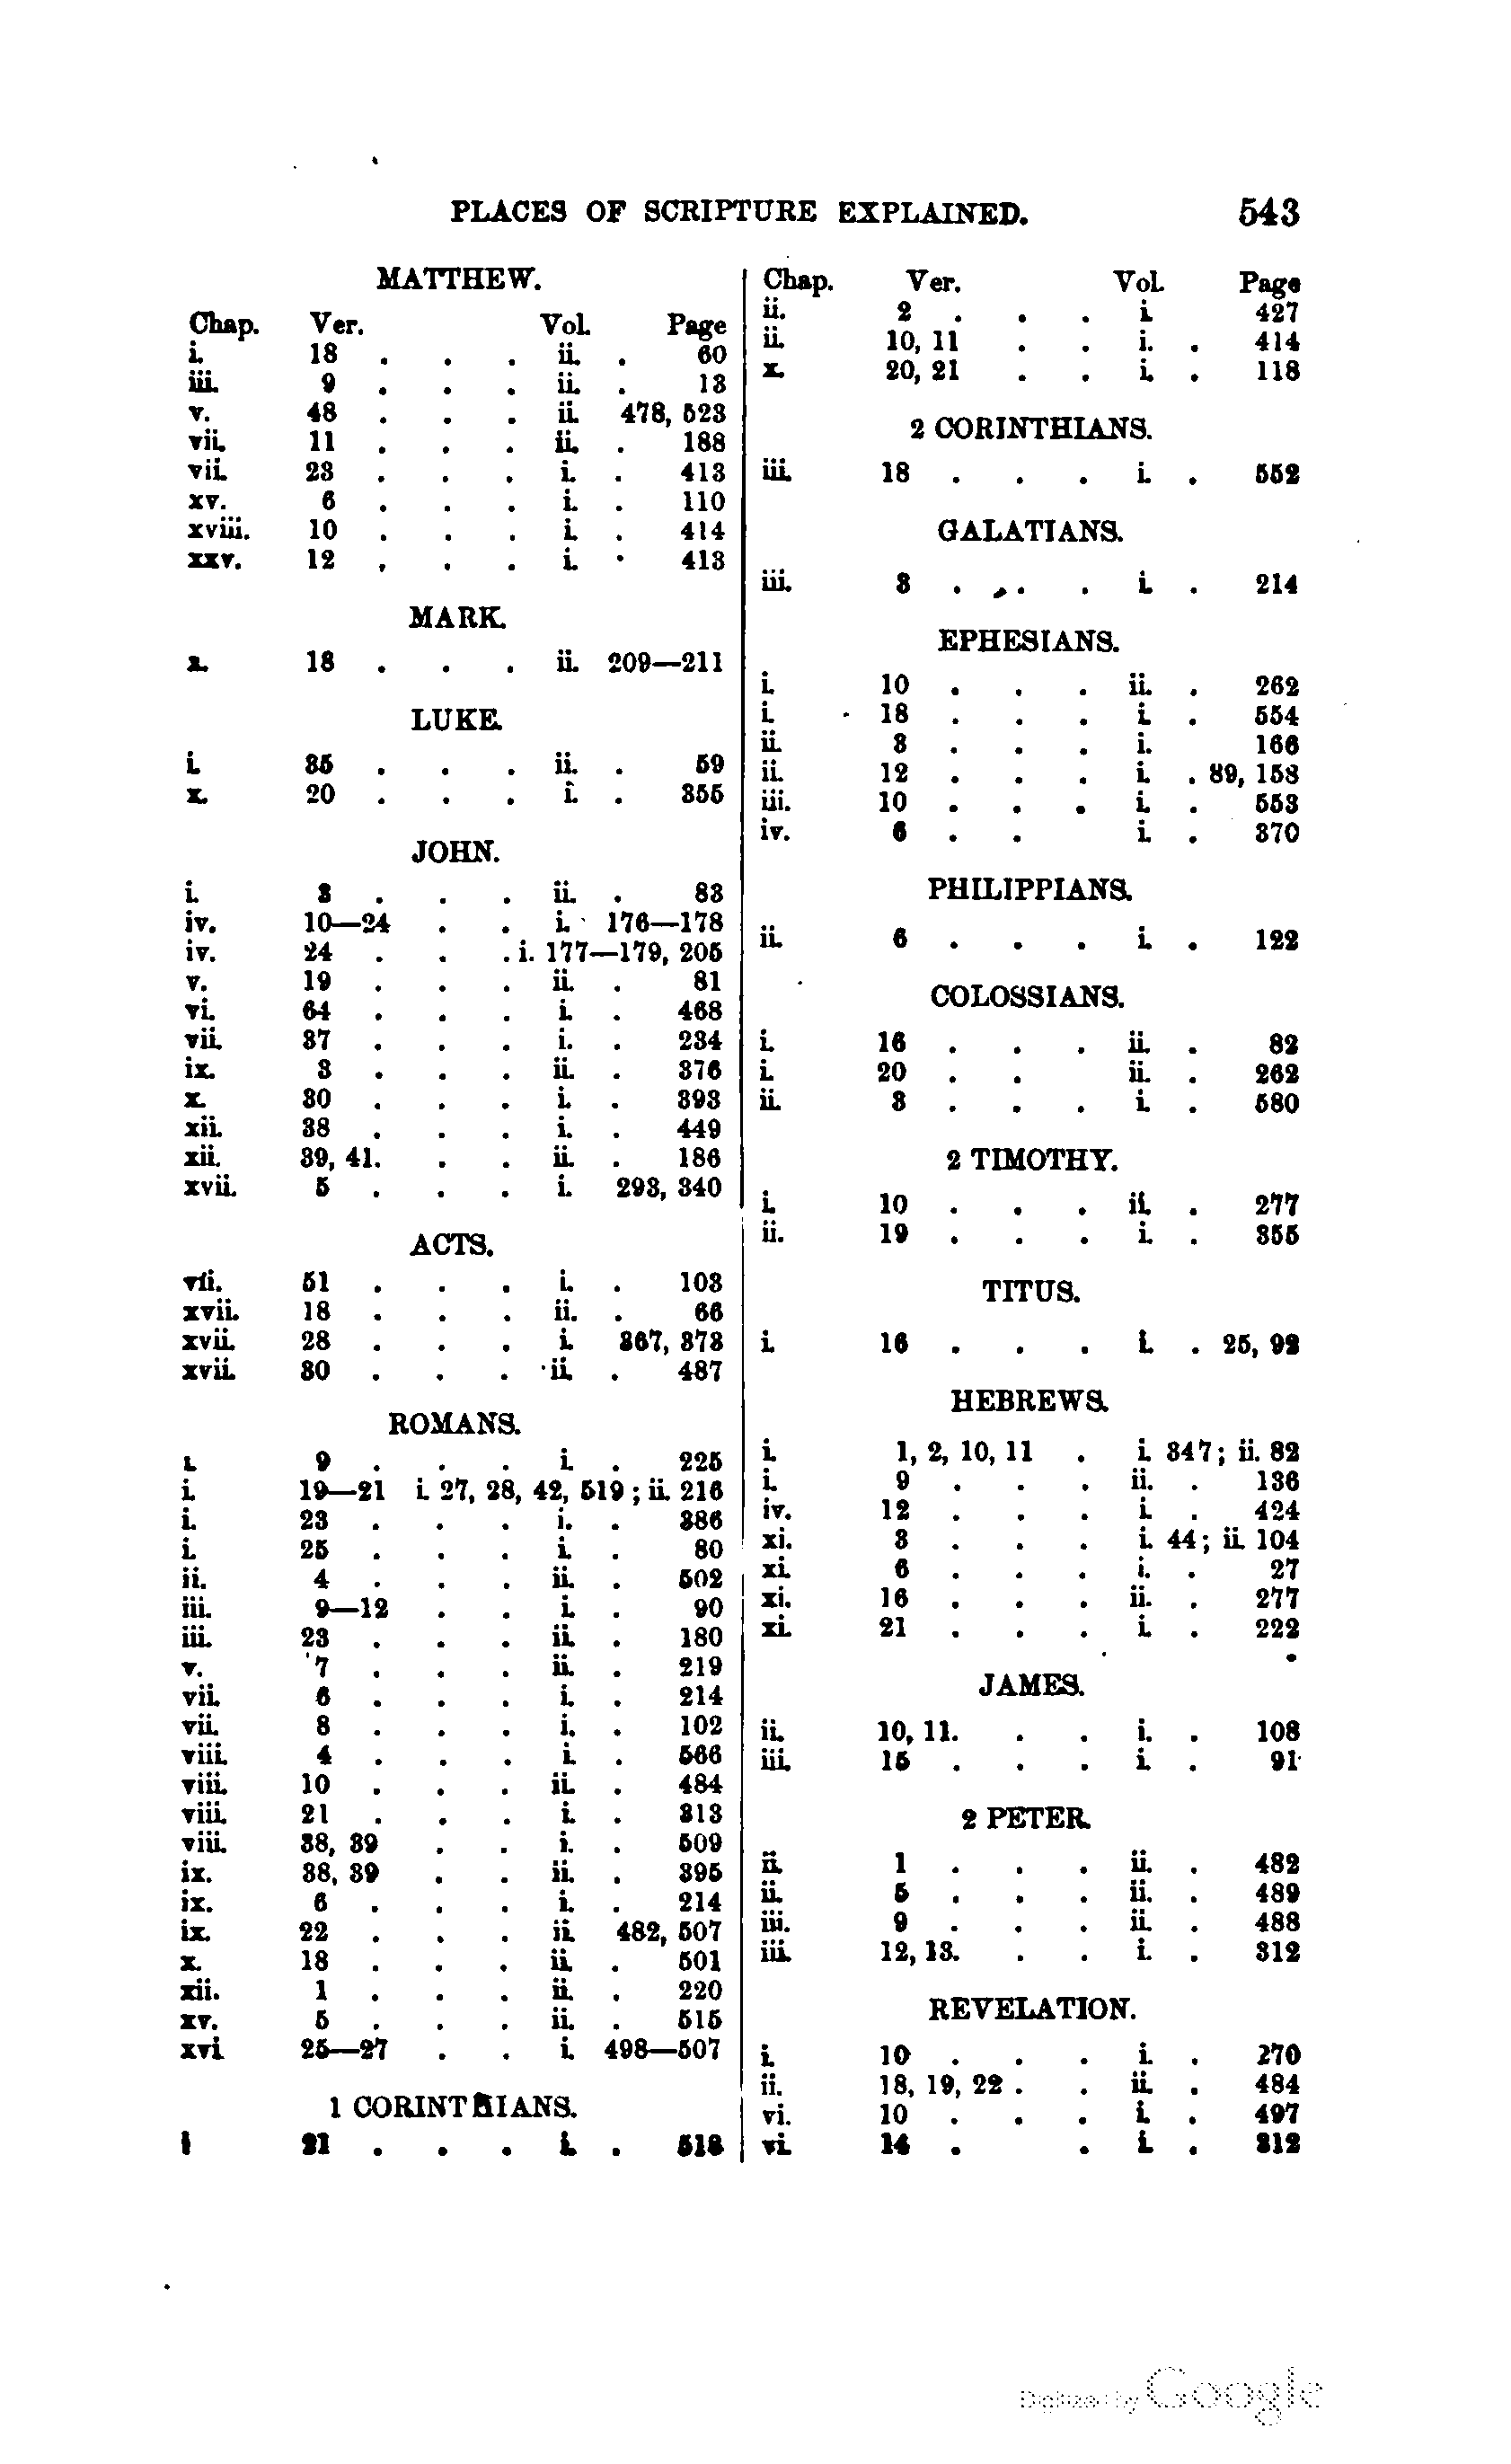 PLACES OF SCRIPTURE EXPLAINED. 543
MATTHEW.
Chap. Ver. Vol. Page
i. 18 . . . ii. . 60
iii. 9 . . . ii. . 13
v. 48 . . . ii. 478, 523
vii. 11 . . . ii. . 188
vii. 23 . . . i. . 413
xv. 6 . . . i. . 110
xviii. 10 . . . i. . 414
xxv. 12 . . . i. . 413
MARK.
x. 18 . . . ii. 209—211
LUKE.
i. 35 . . . ii. . 59
x. 20 . . . i. . 355
JOHN.
i. 3 . . . ii. . 83
iv. 10—24 . . i. 176—178
iv. 24 . . . i. 177—179, 205
v. 19 . . . ii. . 81
vi. 64 . . . i. . 468
vii. 37 . . . i. . 234
ix. 3 . . . ii. . 376
x. 30 . . . i. . 393
xii. 38 . . . i. . 449
xii. 39, 41. . . ii. . 186
xvii. 5 . . . i. 293, 340
ACTS.
vii. 51 . . . i. . 103
xvii. 18 . . . ii. . 66
xvii. 28 . . . i. 367, 373
xvii. 30 . . . ii. . 487
ROMANS.
i. 9 . . . i. . 225
i. 19—21 i. 27, 28, 42, 519; ii. 216
i. 23 . . . i. . 386
i. 25 . . . i. . 80
ii. 4 . . . ii. . 502
iii. 9—12 . . i. . 90
iii. 23 . . . ii. . 180
v. 7 . . . ii. . 219
vii. 6 . . . i. . 214
vii. 8 . . . i. . 102
viii. 4 . . . i. . 566
viii. 10 . . . ii. . 484
viii. 21 . . . i. . 313
viii. 38, 39 . . i. . 509
ix. 38, 39 . . ii. . 395
ix. 6 . . . i. . 214
ix. 22 . . . ii. 482, 507
x. 18 . . . ii. . 501
xii. 1 . . . ii. . 220
xv. 5 . . . ii. . 515
xvi 25—27 . . i. 498—507
1 CORINTHIANS.
i 21 . . . i. . 518
Chap. Ver. Vol. Page
ii. 2 . . . i. 427
ii. 10, 11 . . i. . 414
x. 20, 21 . . i. . 118
2 CORINTHIANS.
iii. 18 . . . i. . 552
GALATIANS.
iii. 3 . . . i. . 214
EPHESIANS.
i. 10 . . . ii. . 262
i. 18 . . . i. . 554
ii. 3 . . . i. 166
ii. 12 . . . i. . 89, 153
iii. 10 . . . i. . 553
iv. 6 . . i. . 370
PHILIPPIANS.
ii. 6 . . . i. . 122
COLOSSIANS.
i. 16 . . . ii. . 82
i. 20 . . ii. . 262
ii. 3 . . . i. . 580
2 TIMOTHY.
i. 10 . . . ii. . 277
ii. 19 . . . i. . 355
TITUS.
i. 16 . . . i. . 25, 92
HEBREWS.
i. 1, 2, 10, 11 . i. 347; ii. 82
i. 9 . . . ii. . 136
iv. 12 . . . i. . 424
xi. 3 . . . i. 44; ii. 104
xi. 6 . . . i. . 27
xi. 16 . . . ii. . 277
xi. 21 . . . i. . 222
JAMES.
ii. 10, 11. . . i. . 108
iii. 15 . . . i. . 91
2 PETER.
ii. 1 . . . ii. . 482
ii. 5 . . . ii. . 489
iii. 9 . . . ii. . 488
iii. 12, 13. . . i. . 312
REVELATION.
i. 10 . . . i. . 270
ii. 18, 19, 22 . . ii. . 484
vi. 10 . . . i. . 497
vi. 14 . . i. . 312
Digitized by Google